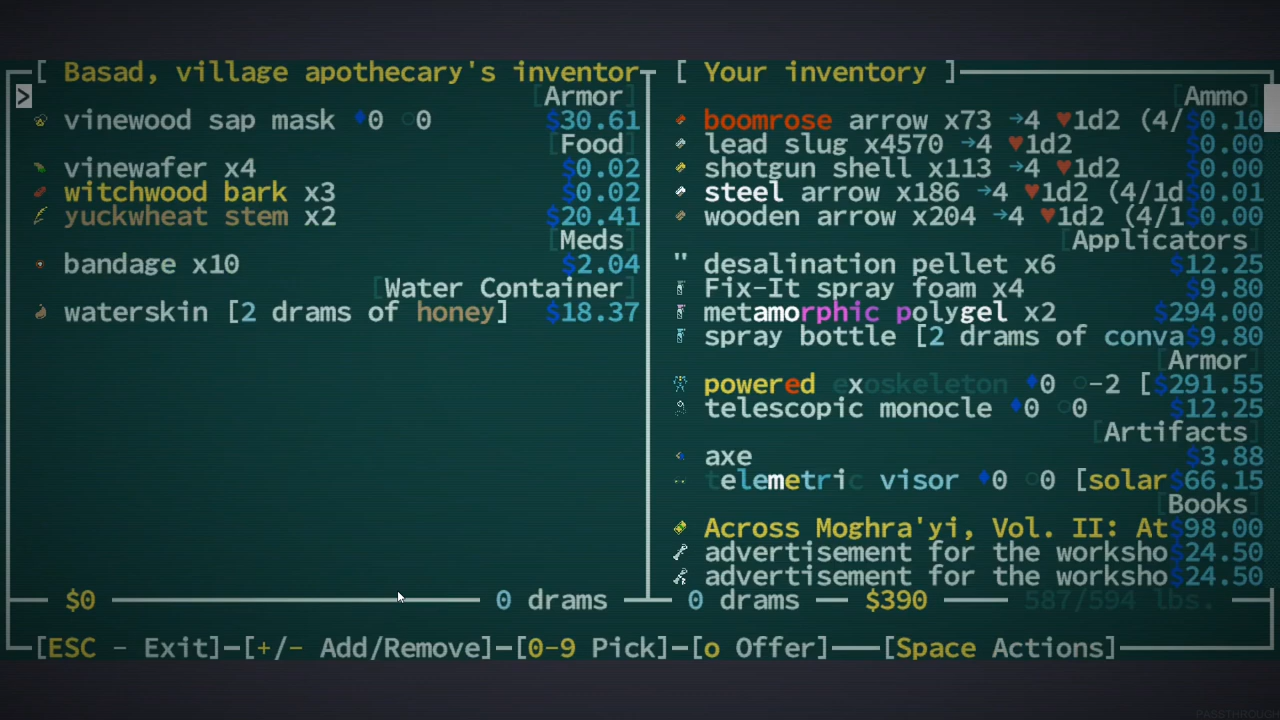 [ Basad, village apothecary's inventor
[Armor]
vinewood sap mask ♦0 ○0 $30.61
[Food]
vinewafer x4 $0.02
witchwood bark x3 $0.02
yuckwheat stem x2 $20.41
[Meds]
bandage x10 $2.04
[Water Container]
waterskin [2 drams of honey] $18.37
[ Your inventory ]
[Ammo]
boomrose arrow x73 →4 ♥1d2 (4/ $0.10
lead slug x4570 →4 ♥1d2 $0.00
shotgun shell x113 →4 ♥1d2 $0.00
steel arrow x186 →4 ♥1d2 (4/1d $0.01
wooden arrow x204 →4 ♥1d2 (4/1 $0.00
[Applicators]
desalination pellet x6 $12.25
Fix-It spray foam x4 $9.80
metamorphic polygel x2 $294.00
spray bottle [2 drams of conva $9.80
[Armor]
powered exoskeleton ♦0 ○-2 [ $291.55
telescopic monocle ♦0 ○0 $12.25
[Artifacts]
axe $3.88
telemetric visor ♦0 ○0 [solar $66.15
[Books]
Across Moghra'yi, Vol. II: At $98.00
advertisement for the worksho $24.50
advertisement for the worksho $24.50
$0 0 drams 0 drams $390 587/594 lbs.
[ESC - Exit] [+/- Add/Remove] [0-9 Pick] [o Offer] [Space Actions]
PASSTHROUGH